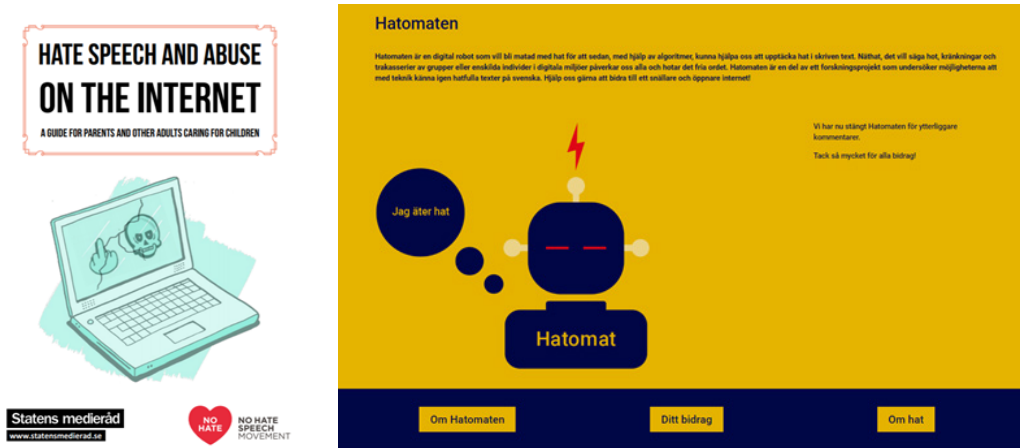 HATE SPEECH AND ABUSE
ON THE INTERNET
A GUIDE FOR PARENTS AND OTHER ADULTS CARING FOR CHILDREN
Statens medieråd
www.statensmedierad.se
NO
HATE
NO HATE
SPEECH
MOVEMENT
Hatomaten
Hatomaten är en digital robot som vill bli matad med hat för att sedan, med hjälp av algoritmer, kunna hjälpa oss att upptäcka hat i skriven text. Näthat, det vill säga hot, kränkningar och
trakasserier av grupper eller enskilda individer i digitala miljöer påverkar oss alla och hotar det fria ordet. Hatomaten är en del av ett forskningsprojekt som undersöker möjligheterna att
med teknik känna igen hatfulla texter på svenska. Hjälp oss gärna att bidra till ett snällare och öppnare internet!
Vi har nu stängt Hatomaten för ytterliggare
kommentarer.
Tack så mycket för alla bidrag!
Jag äter hat
Hatomat
Om Hatomaten
Ditt bidrag
Om hat